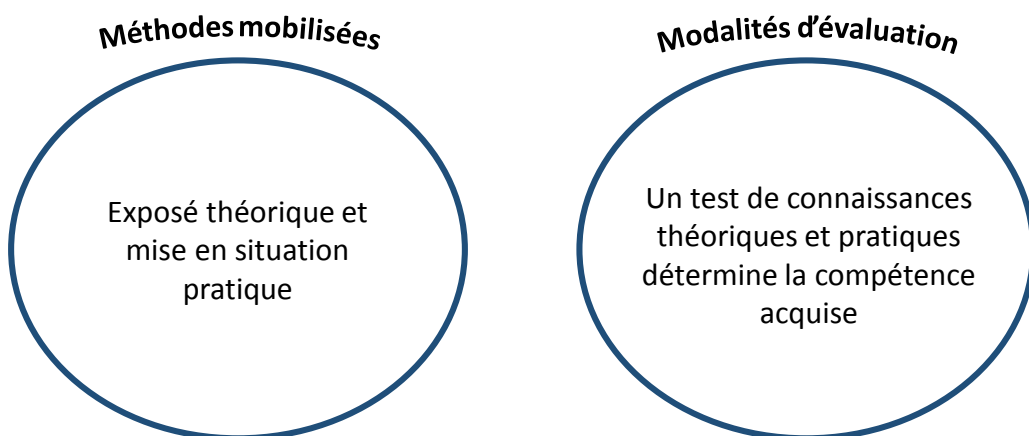 Méthodes mobilisées
Exposé théorique et
mise en situation
pratique
Modalités d'évaluation
Un test de connaissances
théoriques et pratiques
détermine la compétence
acquise